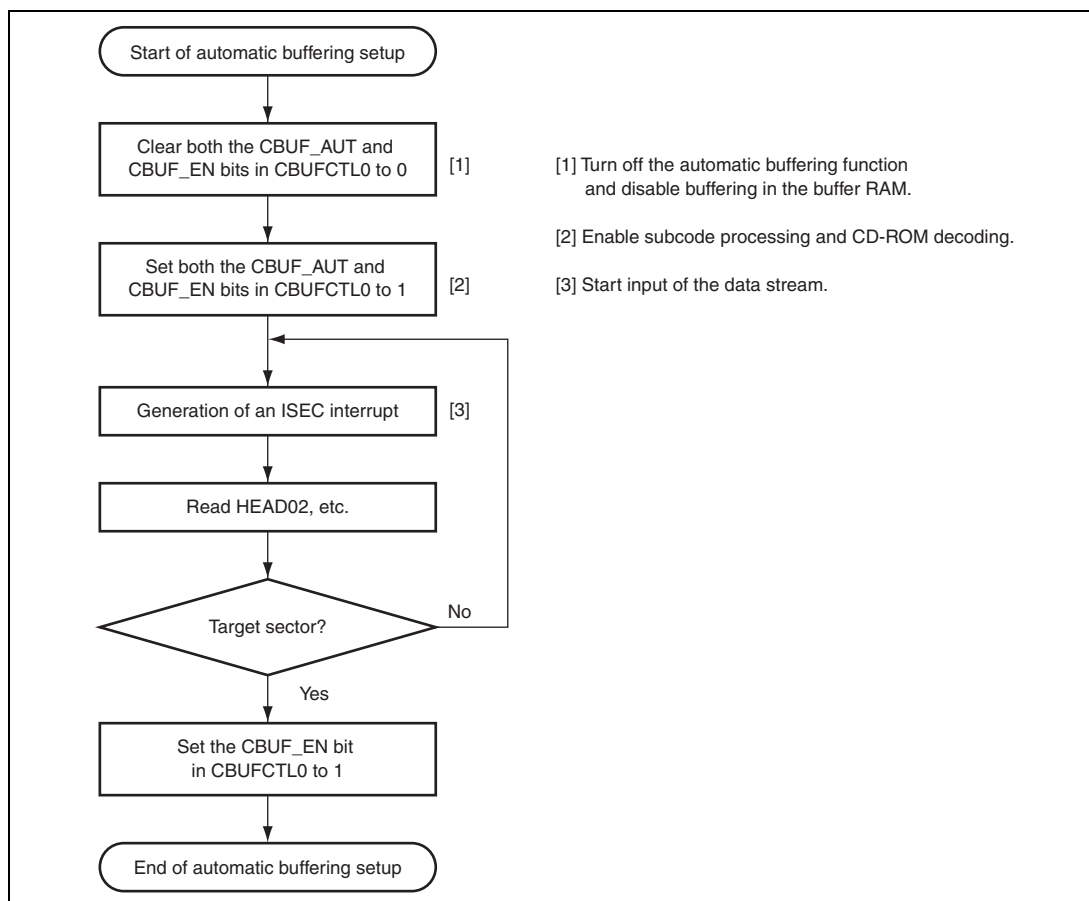 Start of automatic buffering setup
Clear both the CBUF_AUT and
CBUF_EN bits in CBUFCTL0 to 0
[1]
[1] Turn off the automatic buffering function
and disable buffering in the buffer RAM.
[2] Enable subcode processing and CD-ROM decoding.
Set both the CBUF_AUT and
CBUF_EN bits in CBUFCTL0 to 1
[2]
[3] Start input of the data stream.
Generation of an ISEC interrupt
[3]
Read HEAD02, etc.
Target sector?
No
Yes
Set the CBUF_EN bit
in CBUFCTL0 to 1
End of automatic buffering setup